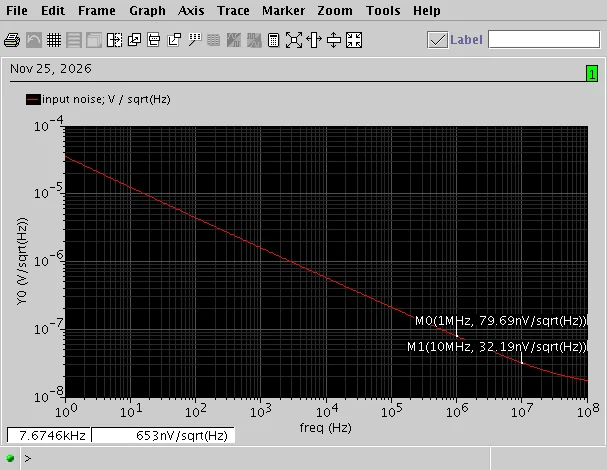 File Edit Frame Graph Axis Trace Marker Zoom Tools Help
Label
Nov 25, 2026
1
input noise; V / sqrt(Hz)
10^-4
10^-5
10^-6
10^-7
10^-8
Y0 (V/sqrt(Hz))
M0(1MHz, 79.69nV/sqrt(Hz))
M1(10MHz, 32.19nV/sqrt(Hz))
10^0 10^1 10^2 10^3 10^4 10^5 10^6 10^7 10^8
freq (Hz)
7.6746kHz 653nV/sqrt(Hz)
>